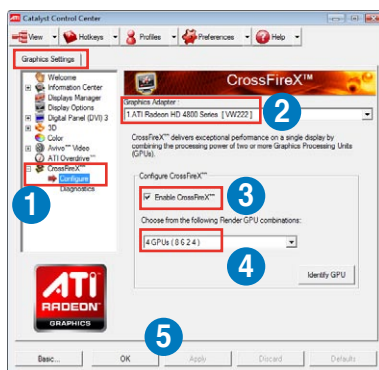 ATI Catalyst Control Center
View Hotkeys Profiles Preferences Help
Graphics Settings
Welcome
Information Center
Displays Manager
Display Options
Digital Panel (DVI) 3
3D
Color
Avivo™ Video
ATI Overdrive™
CrossFireX™
Configure
Diagnostics
1
CrossFireX™
Graphics Adapter:
1.ATI Radeon HD 4800 Series [ VW222 ]
2
CrossFireX™ delivers exceptional performance on a single display by
combining the processing power of two or more Graphics Processing Units
(GPUs).
Configure CrossFireX™
Enable CrossFireX™
3
Choose from the following Render GPU combinations:
4 GPUs ( 8 6 2 4 )
4
Identify GPU
ATI
RADEON
GRAPHICS
5
Basic...
OK
Apply
Discard
Defaults